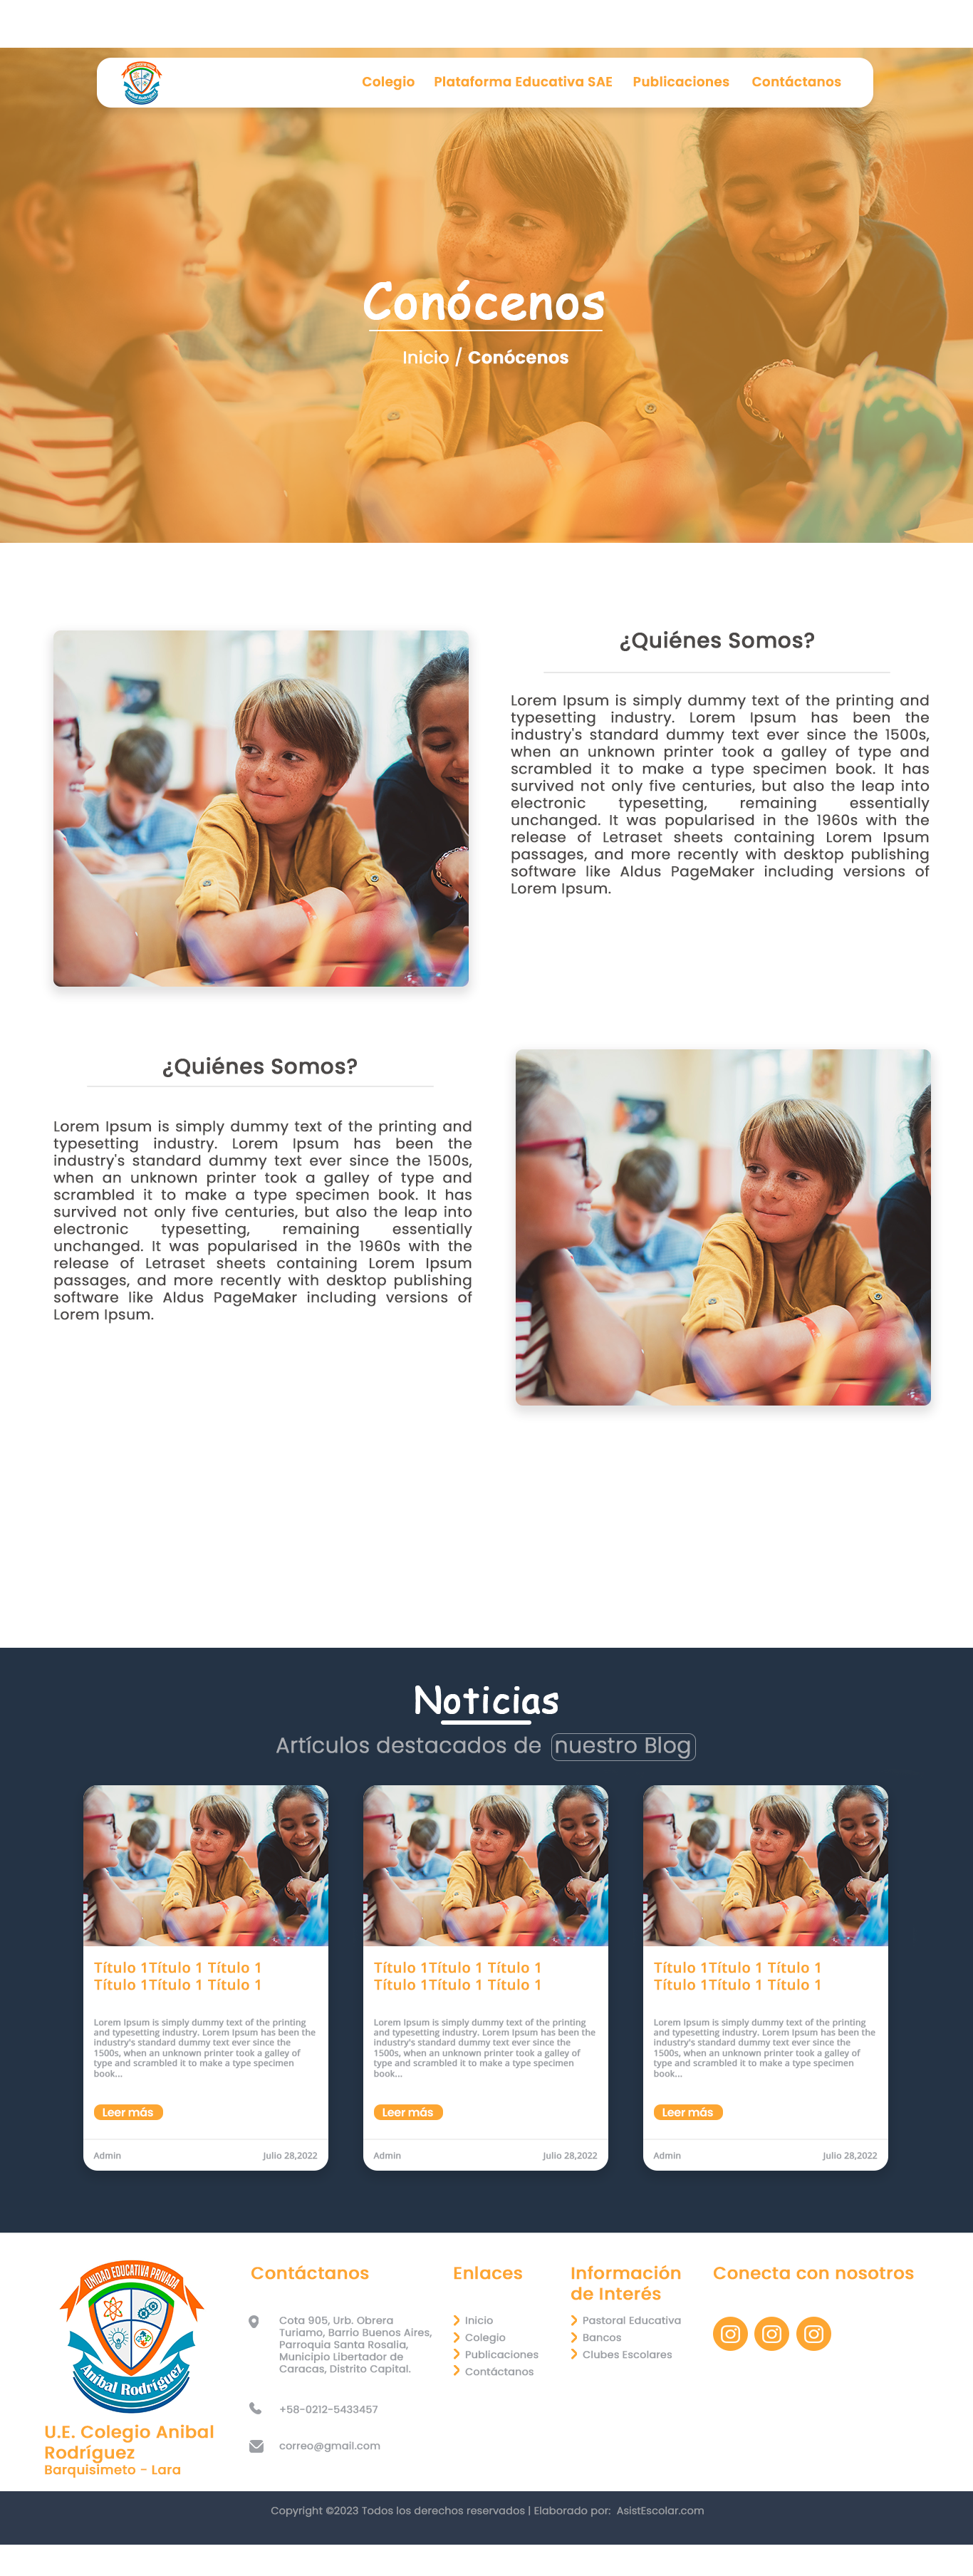 Colegio Plataforma Educativa SAE Publicaciones Contáctanos
Conócenos
Inicio / Conócenos
¿Quiénes Somos?
Lorem Ipsum is simply dummy text of the printing and
typesetting industry. Lorem Ipsum has been the
industry's standard dummy text ever since the 1500s,
when an unknown printer took a galley of type and
scrambled it to make a type specimen book. It has
survived not only five centuries, but also the leap into
electronic typesetting, remaining essentially
unchanged. It was popularised in the 1960s with the
release of Letraset sheets containing Lorem Ipsum
passages, and more recently with desktop publishing
software like Aldus PageMaker including versions of
Lorem Ipsum.
¿Quiénes Somos?
Lorem Ipsum is simply dummy text of the printing and
typesetting industry. Lorem Ipsum has been the
industry's standard dummy text ever since the 1500s,
when an unknown printer took a galley of type and
scrambled it to make a type specimen book. It has
survived not only five centuries, but also the leap into
electronic typesetting, remaining essentially
unchanged. It was popularised in the 1960s with the
release of Letraset sheets containing Lorem Ipsum
passages, and more recently with desktop publishing
software like Aldus PageMaker including versions of
Lorem Ipsum.
Noticias
Artículos destacados de nuestro Blog
Título 1Título 1 Título 1
Título 1Título 1 Título 1
Lorem Ipsum is simply dummy text of the printing
and typesetting industry. Lorem Ipsum has been the
industry's standard dummy text ever since the
1500s, when an unknown printer took a galley of
type and scrambled it to make a type specimen
book...
Leer más
Admin Julio 28,2022
Título 1Título 1 Título 1
Título 1Título 1 Título 1
Lorem Ipsum is simply dummy text of the printing
and typesetting industry. Lorem Ipsum has been the
industry's standard dummy text ever since the
1500s, when an unknown printer took a galley of
type and scrambled it to make a type specimen
book...
Leer más
Admin Julio 28,2022
Título 1Título 1 Título 1
Título 1Título 1 Título 1
Lorem Ipsum is simply dummy text of the printing
and typesetting industry. Lorem Ipsum has been the
industry's standard dummy text ever since the
1500s, when an unknown printer took a galley of
type and scrambled it to make a type specimen
book...
Leer más
Admin Julio 28,2022
UNIDAD EDUCATIVA PRIVADA
Anibal Rodríguez
U.E. Colegio Anibal
Rodríguez
Barquisimeto - Lara
Contáctanos
Cota 905, Urb. Obrera
Turiamo, Barrio Buenos Aires,
Parroquia Santa Rosalia,
Municipio Libertador de
Caracas, Distrito Capital.
+58-0212-5433457
correo@gmail.com
Enlaces
Inicio
Colegio
Publicaciones
Contáctanos
Información
de Interés
Pastoral Educativa
Bancos
Clubes Escolares
Conecta con nosotros
Copyright ©2023 Todos los derechos reservados | Elaborado por: AsistEscolar.com